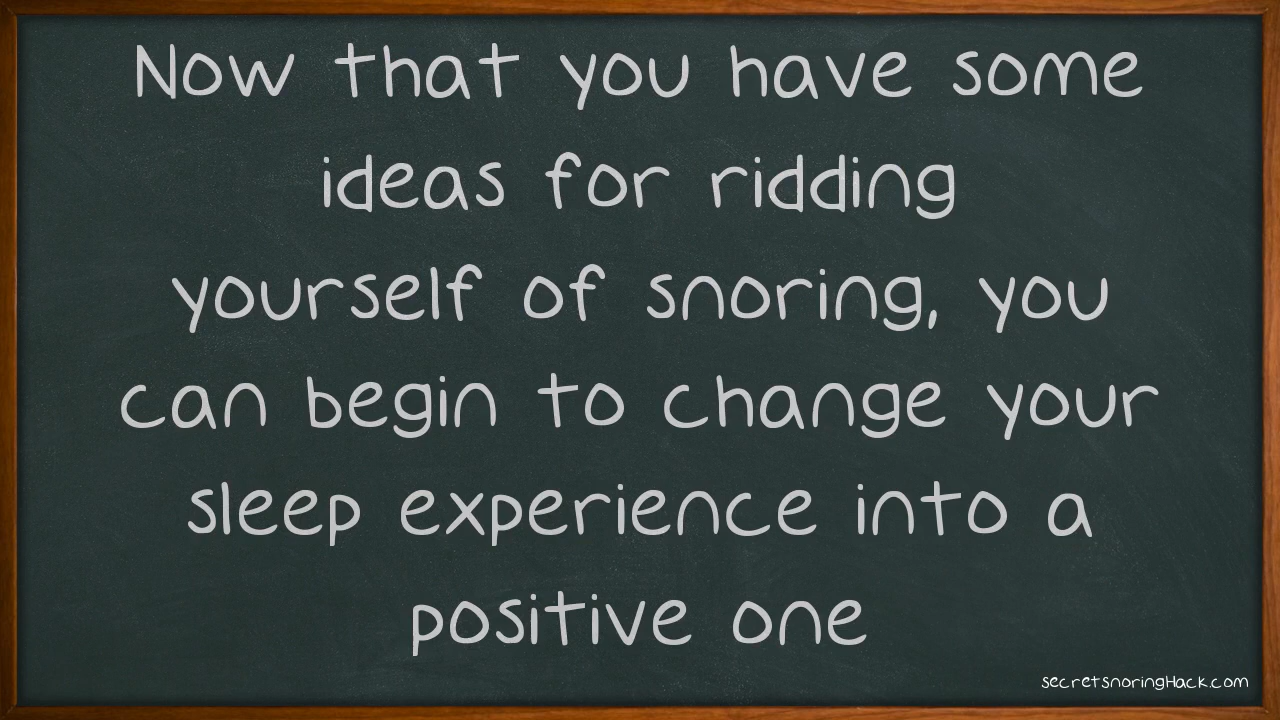 Now that you have some
ideas for ridding
yourself of snoring, you
can begin to change your
sleep experience into a
positive one
secretsnoringHack.com